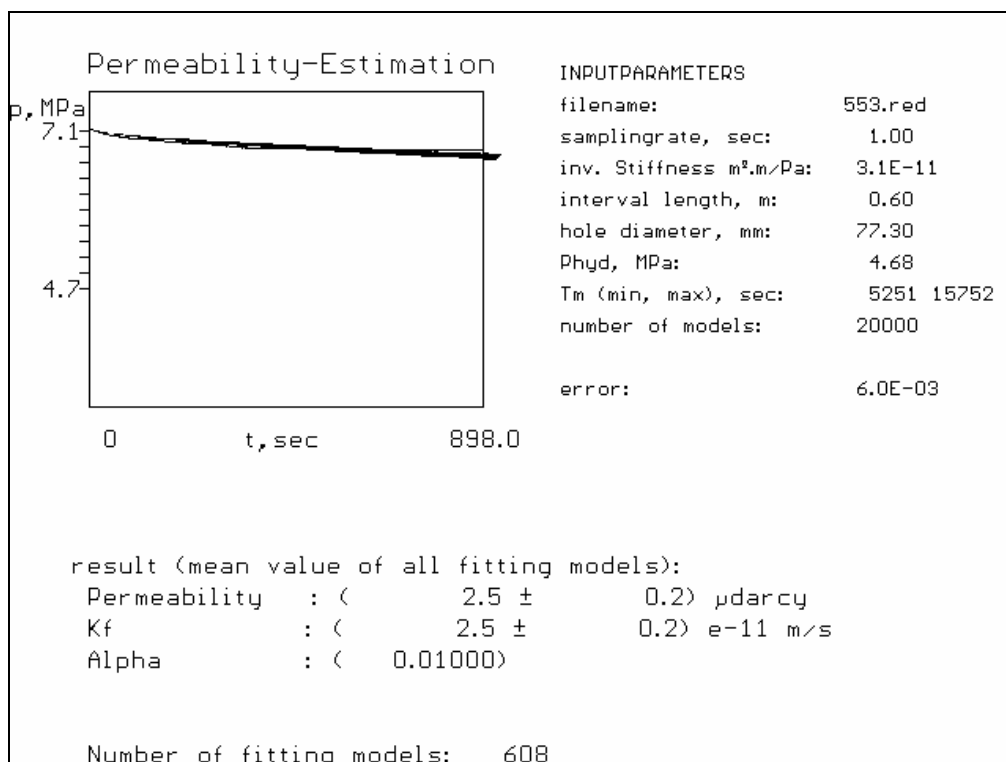 Permeability-Estimation
p,MPa
7.1
4.7
0 t,sec 898.0
INPUTPARAMETERS
filename: 553.red
samplingrate, sec: 1.00
inv. Stiffness m².m/Pa: 3.1E-11
interval length, m: 0.60
hole diameter, mm: 77.30
Phyd, MPa: 4.68
Tm (min, max), sec: 5251 15752
number of models: 20000
error: 6.0E-03
result (mean value of all fitting models):
Permeability : ( 2.5 ± 0.2) µdarcy
Kf : ( 2.5 ± 0.2) e-11 m/s
Alpha : ( 0.01000)
Number of fitting models: 608